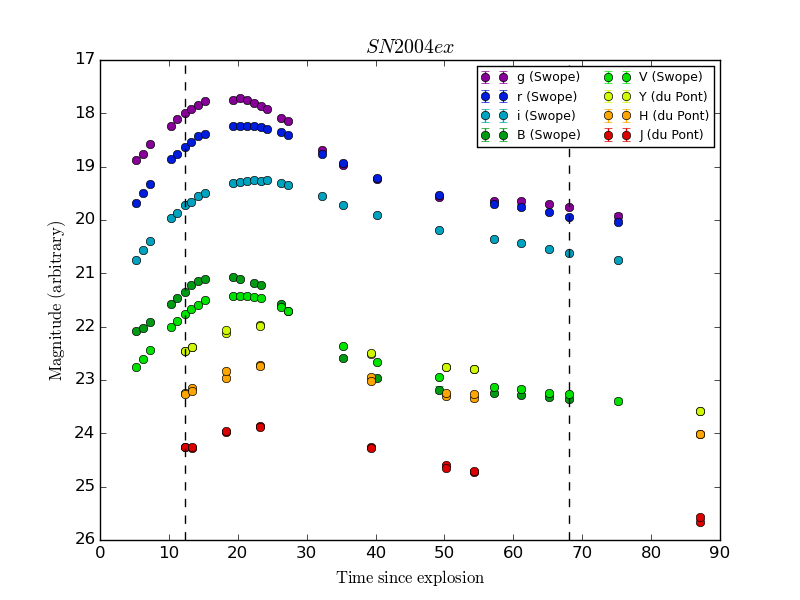 SN2004ex
17
18
19
20
21
22
23
24
25
26
Magnitude (arbitrary)
g (Swope)
r (Swope)
i (Swope)
B (Swope)
V (Swope)
Y (du Pont)
H (du Pont)
J (du Pont)
0 10 20 30 40 50 60 70 80 90
Time since explosion